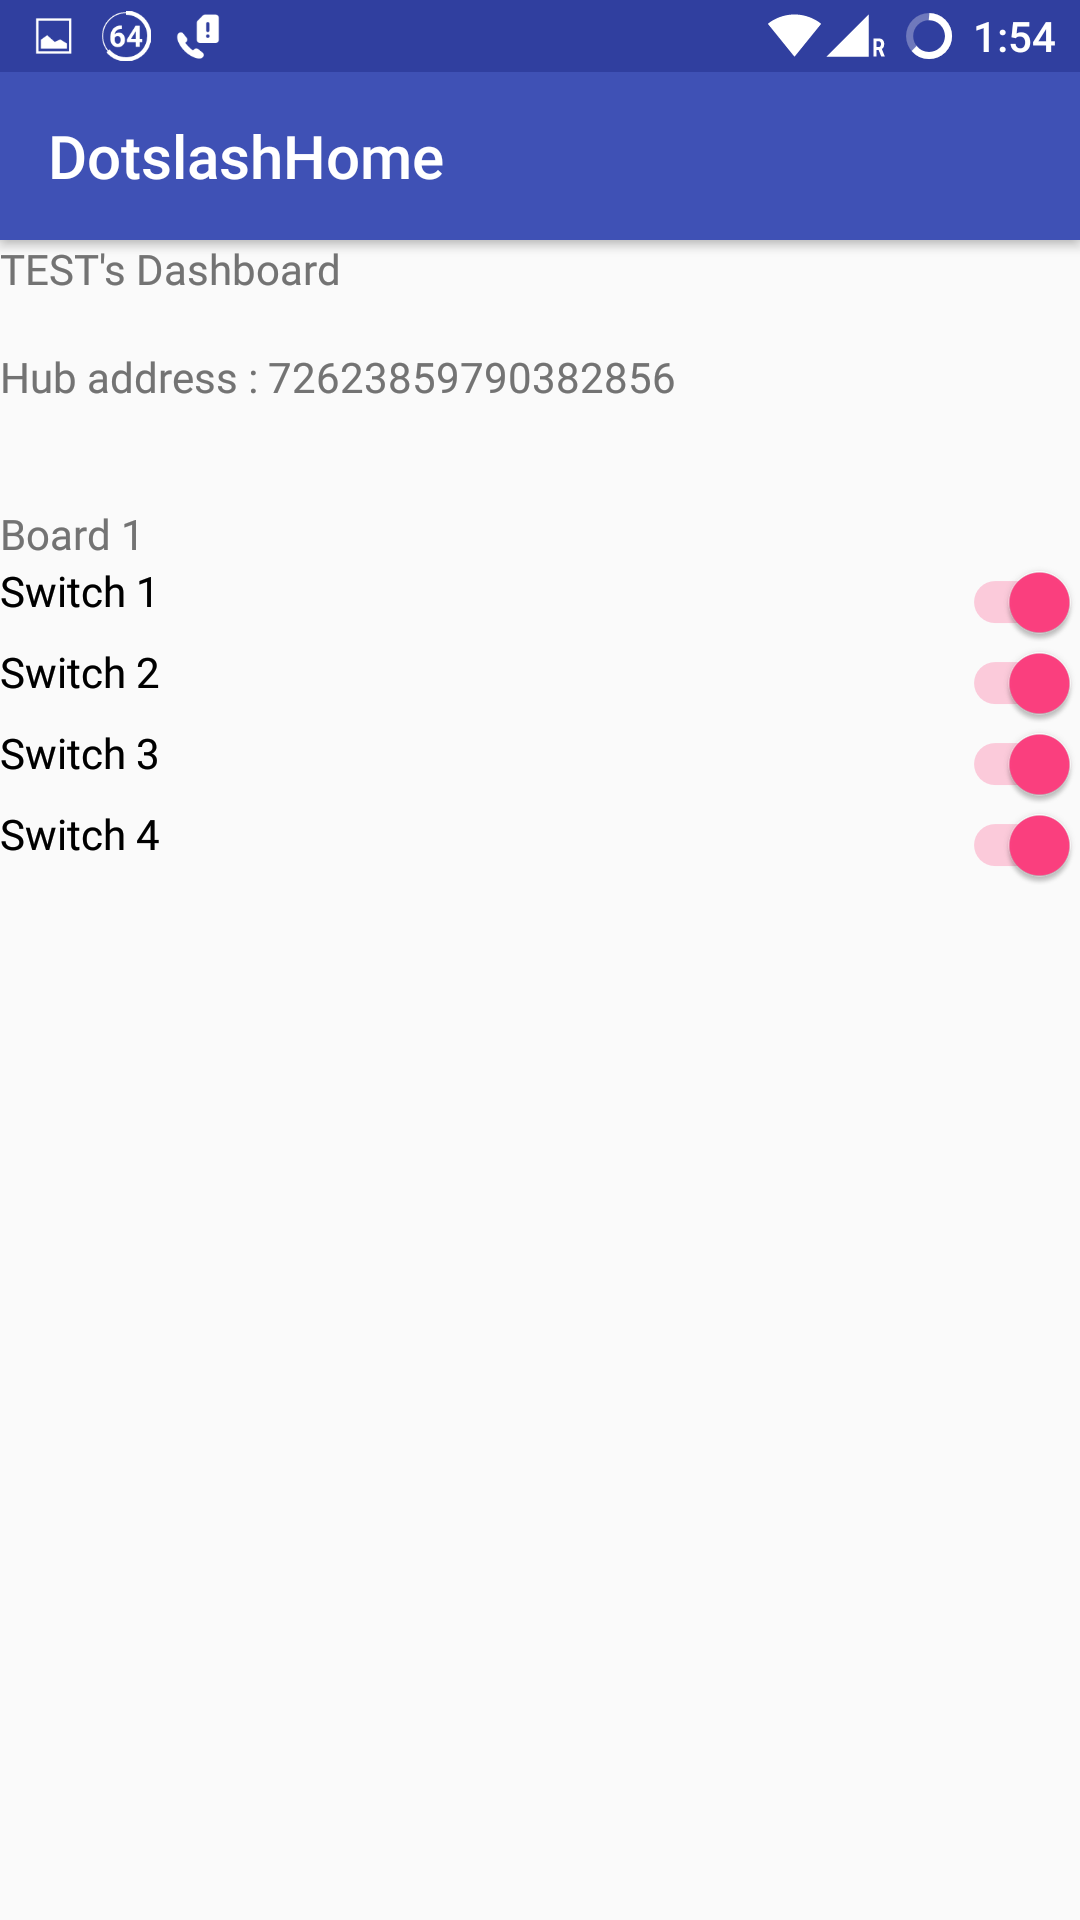 64 R 1:54
DotslashHome
TEST's Dashboard
Hub address : 72623859790382856
Board 1
Switch 1
Switch 2
Switch 3
Switch 4